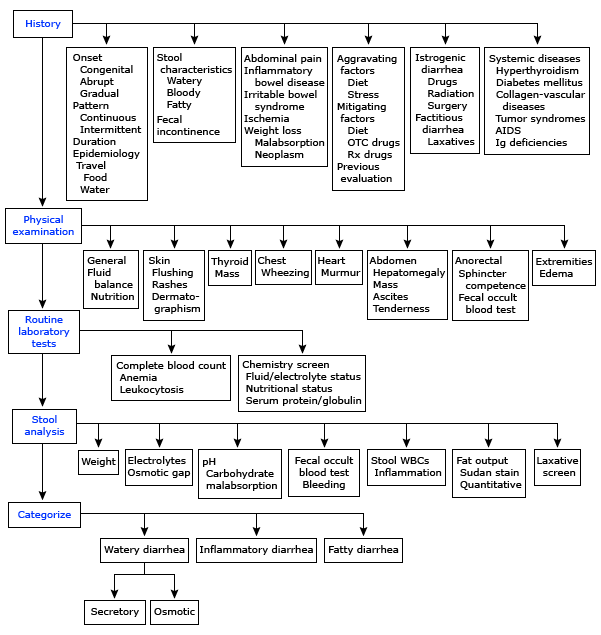 History
Onset
Congenital
Abrupt
Gradual
Pattern
Continuous
Intermittent
Duration
Epidemiology
Travel
Food
Water
Stool
characteristics
Watery
Bloody
Fatty
Fecal
incontinence
Abdominal pain
Inflammatory
bowel disease
Irritable bowel
syndrome
Ischemia
Weight loss
Malabsorption
Neoplasm
Aggravating
factors
Diet
Stress
Mitigating
factors
Diet
OTC drugs
Rx drugs
Previous
evaluation
Istrogenic
diarrhea
Drugs
Radiation
Surgery
Factitious
diarrhea
Laxatives
Systemic diseases
Hyperthyroidism
Diabetes mellitus
Collagen-vascular
diseases
Tumor syndromes
AIDS
Ig deficiencies
Physical
examination
General
Fluid
balance
Nutrition
Skin
Flushing
Rashes
Dermato-
graphism
Thyroid
Mass
Chest
Wheezing
Heart
Murmur
Abdomen
Hepatomegaly
Mass
Ascites
Tenderness
Anorectal
Sphincter
competence
Fecal occult
blood test
Extremities
Edema
Routine
laboratory
tests
Complete blood count
Anemia
Leukocytosis
Chemistry screen
Fluid/electrolyte status
Nutritional status
Serum protein/globulin
Stool
analysis
Weight
Electrolytes
Osmotic gap
pH
Carbohydrate
malabsorption
Fecal occult
blood test
Bleeding
Stool WBCs
Inflammation
Fat output
Sudan stain
Quantitative
Laxative
screen
Categorize
Watery diarrhea
Inflammatory diarrhea
Fatty diarrhea
Secretory
Osmotic